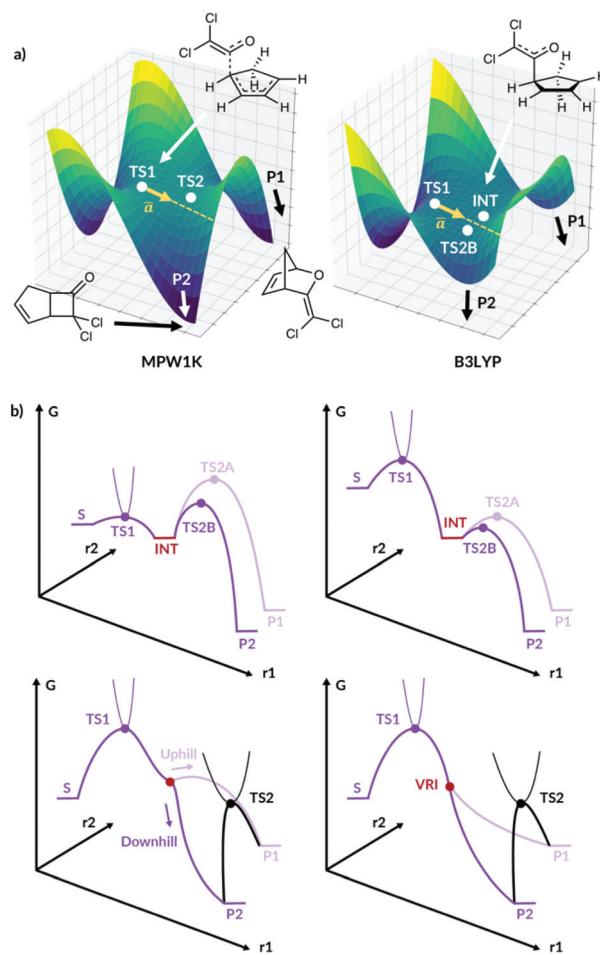 a)
Cl
Cl
O
H
H
H
H
H
H
TS1
TS2
ā
P1
P2
O
Cl
Cl
O
Cl
Cl
MPW1K
Cl
Cl
O
H
H
H
H
H
H
TS1
INT
ā
TS2B
P1
P2
B3LYP
b)
G
S
TS1
INT
TS2A
TS2B
r2
P1
P2
r1
G
S
TS1
INT
TS2A
TS2B
r2
P1
P2
r1
G
TS1
Uphill
S
TS2
Downhill
r2
P1
P2
r1
G
TS1
S
VRI
TS2
r2
P1
P2
r1